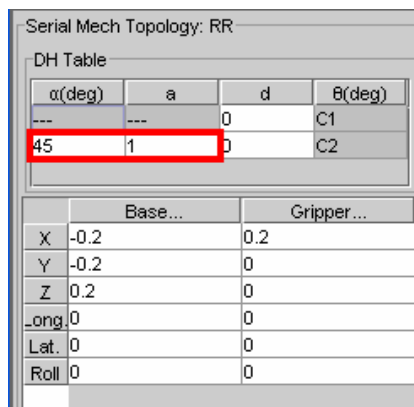 Serial Mech Topology: RR
DH Table
α(deg) a d θ(deg)
--- --- 0 C1
45 1 0 C2
Base... Gripper...
X -0.2 0.2
Y -0.2 0
Z 0.2 0
Long. 0 0
Lat. 0 0
Roll 0 0